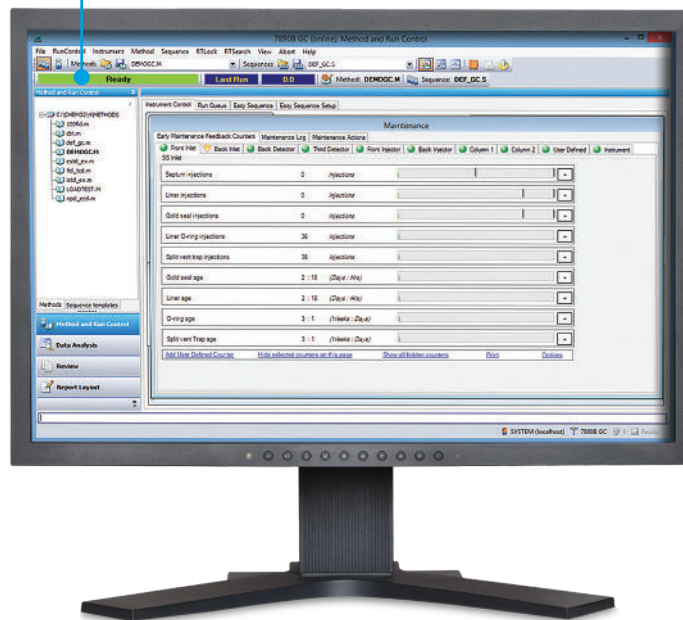 7890B GC (online): Method and Run Control
File RunControl Instrument Method Sequence RTLock RTSearch View Abort Help
Methods DEMOGC.M Sequences DEF_GC.S
Ready Last Run 0.0 Method: DEMOGC.M Sequence: DEF_GC.S
Method and Run Control
Instrument Control Run Queue Easy Sequence Easy Sequence Setup
100fid.m
def_gc.m
DEMOGC.M
LOADTEST.M
Maintenance
Early Maintenance Feedback Counters Maintenance Log Maintenance Actions
Front Inlet Back Inlet Back Detector Third Detector Front Injector Back Injector Column 1 Column 2 User Defined Instrument
SS Inlet
Septum injections 0 Injections
Liner injections 0 Injections
Gold seal injections 0 Injections
Liner O-ring injections 36 Injections
Split vent trap injections 36 Injections
Gold seal age 2 : 18 (Days : Hrs)
Liner age 2 : 18 (Days : Hrs)
O-ring age 3 : 1 (Weeks : Days)
Split vent Trap age 3 : 1 (Weeks : Days)
Add User Defined Counter Hide selected counters on this page Show all hidden counters Print Options
Methods Sequence templates
Method and Run Control
Data Analysis
Review
Report Layout
SYSTEM (localhost) 7890B GC 0 Ready